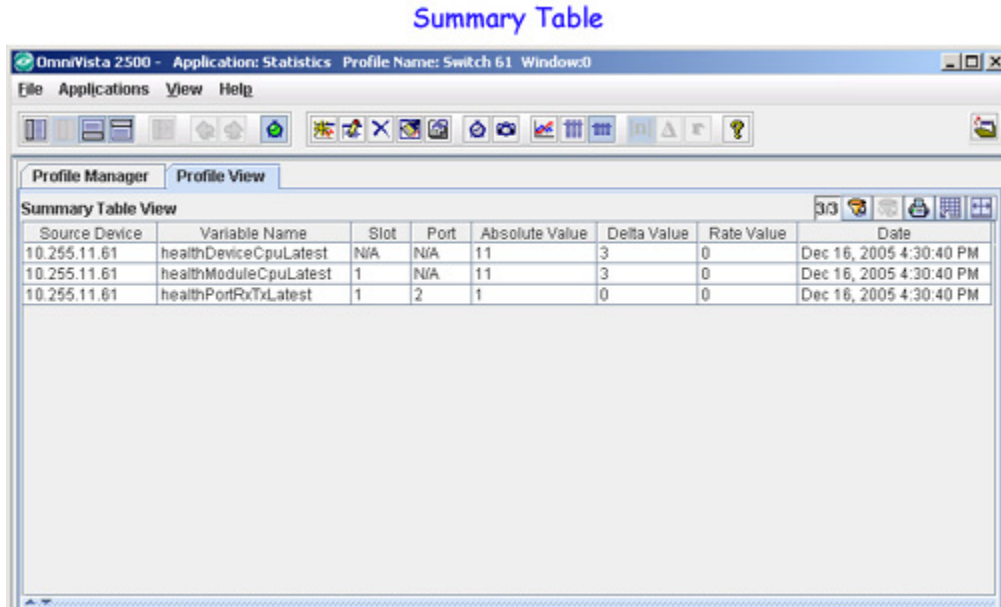 Summary Table
OmniVista 2500 - Application: Statistics Profile Name: Switch 61 Window:0
File Applications View Help
Profile Manager Profile View
Summary Table View 3/3
Source Device Variable Name Slot Port Absolute Value Delta Value Rate Value Date
10.255.11.61 healthDeviceCpuLatest N/A N/A 11 3 0 Dec 16, 2005 4:30:40 PM
10.255.11.61 healthModuleCpuLatest 1 N/A 11 3 0 Dec 16, 2005 4:30:40 PM
10.255.11.61 healthPortRxTxLatest 1 2 1 0 0 Dec 16, 2005 4:30:40 PM